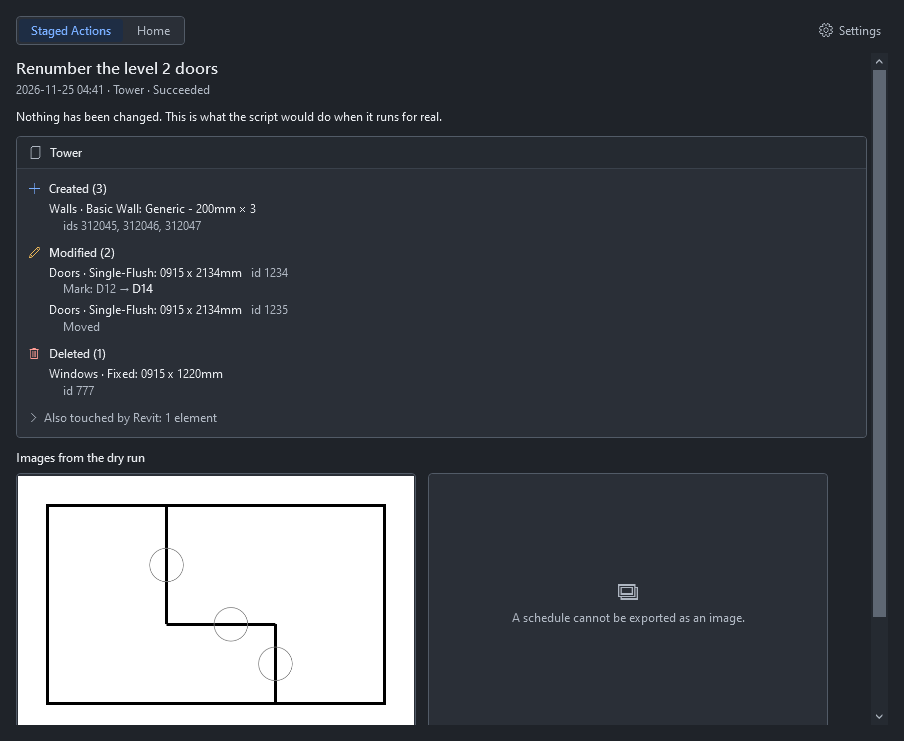 Staged Actions
Home
Settings
Renumber the level 2 doors
2026-11-25 04:41 · Tower · Succeeded
Nothing has been changed. This is what the script would do when it runs for real.
Tower
Created (3)
Walls · Basic Wall: Generic - 200mm × 3
ids 312045, 312046, 312047
Modified (2)
Doors · Single-Flush: 0915 x 2134mm id 1234
Mark: D12 → D14
Doors · Single-Flush: 0915 x 2134mm id 1235
Moved
Deleted (1)
Windows · Fixed: 0915 x 1220mm
id 777
Also touched by Revit: 1 element
Images from the dry run
A schedule cannot be exported as an image.